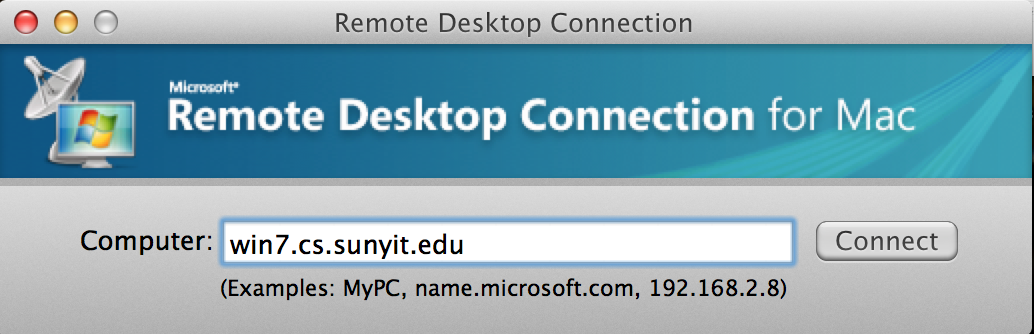 Remote Desktop Connection
Microsoft®
Remote Desktop Connection for Mac
Computer: win7.cs.sunyit.edu Connect
(Examples: MyPC, name.microsoft.com, 192.168.2.8)